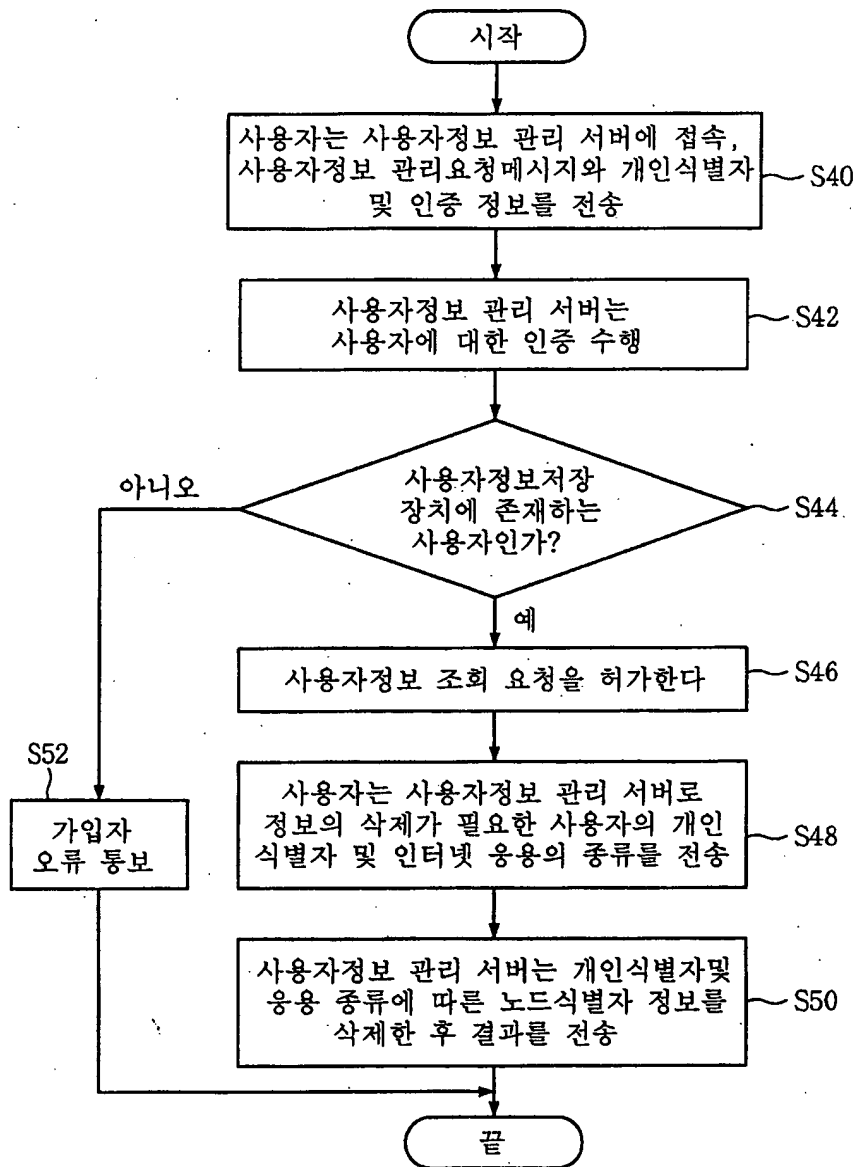 시작
사용자는 사용자정보 관리 서버에 접속,
사용자정보 관리요청메시지와 개인식별자
및 인증 정보를 전송
S40
사용자정보 관리 서버는
사용자에 대한 인증 수행
S42
아니오
사용자정보저장
장치에 존재하는
사용자인가?
S44
예
사용자정보 조회 요청을 허가한다
S46
S52
가입자
오류 통보
사용자는 사용자정보 관리 서버로
정보의 삭제가 필요한 사용자의 개인
식별자 및 인터넷 응용의 종류를 전송
S48
사용자정보 관리 서버는 개인식별자및
응용 종류에 따른 노드식별자 정보를
삭제한 후 결과를 전송
S50
끝